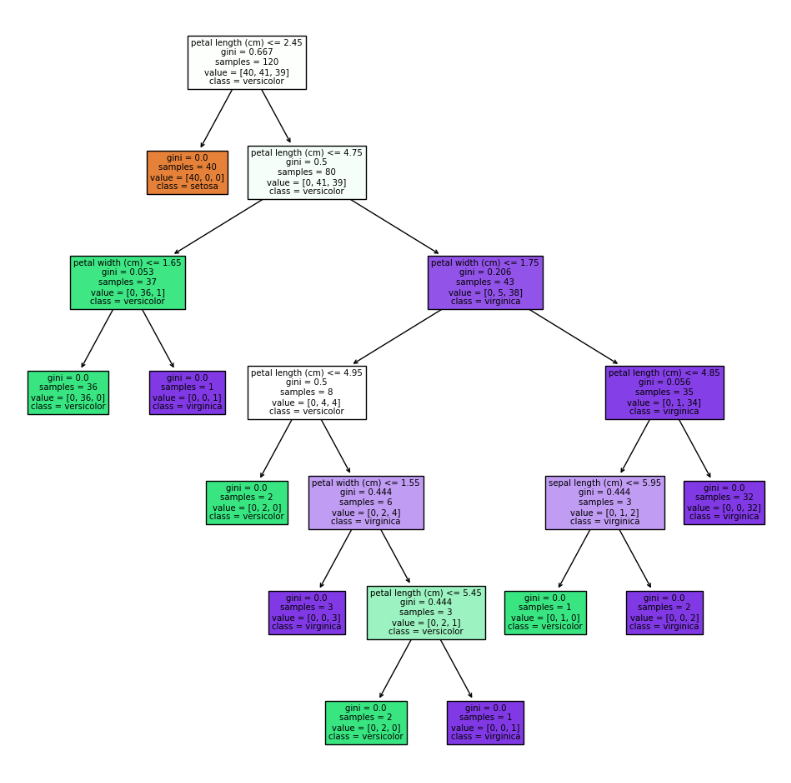 petal length (cm) <= 2.45
gini = 0.667
samples = 120
value = [40, 41, 39]
class = versicolor
gini = 0.0
samples = 40
value = [40, 0, 0]
class = setosa
petal length (cm) <= 4.75
gini = 0.5
samples = 80
value = [0, 41, 39]
class = versicolor
petal width (cm) <= 1.65
gini = 0.053
samples = 37
value = [0, 36, 1]
class = versicolor
petal width (cm) <= 1.75
gini = 0.206
samples = 43
value = [0, 5, 38]
class = virginica
gini = 0.0
samples = 36
value = [0, 36, 0]
class = versicolor
gini = 0.0
samples = 1
value = [0, 0, 1]
class = virginica
petal length (cm) <= 4.95
gini = 0.5
samples = 8
value = [0, 4, 4]
class = versicolor
petal length (cm) <= 4.85
gini = 0.056
samples = 35
value = [0, 1, 34]
class = virginica
gini = 0.0
samples = 2
value = [0, 2, 0]
class = versicolor
petal width (cm) <= 1.55
gini = 0.444
samples = 6
value = [0, 2, 4]
class = virginica
sepal length (cm) <= 5.95
gini = 0.444
samples = 3
value = [0, 1, 2]
class = virginica
gini = 0.0
samples = 32
value = [0, 0, 32]
class = virginica
gini = 0.0
samples = 3
value = [0, 0, 3]
class = virginica
petal length (cm) <= 5.45
gini = 0.444
samples = 3
value = [0, 2, 1]
class = versicolor
gini = 0.0
samples = 1
value = [0, 1, 0]
class = versicolor
gini = 0.0
samples = 2
value = [0, 0, 2]
class = virginica
gini = 0.0
samples = 2
value = [0, 2, 0]
class = versicolor
gini = 0.0
samples = 1
value = [0, 0, 1]
class = virginica